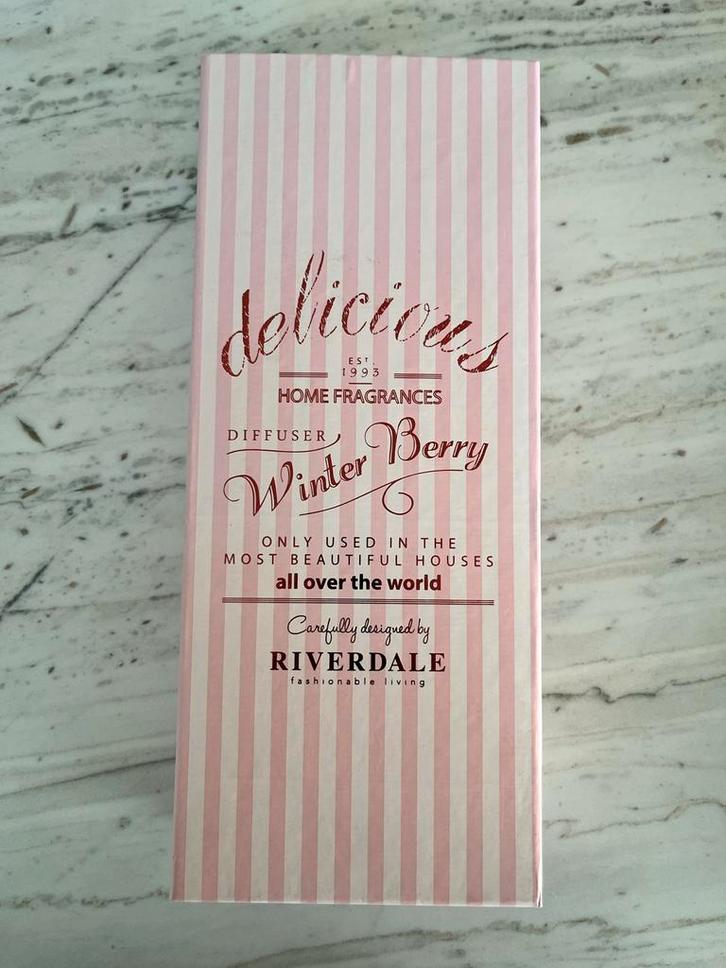 delicious
EST.
1993
HOME FRAGRANCES
DIFFUSER
Winter Berry
ONLY USED IN THE
MOST BEAUTIFUL HOUSES
all over the world
Carefully designed by
RIVERDALE
fashionable living